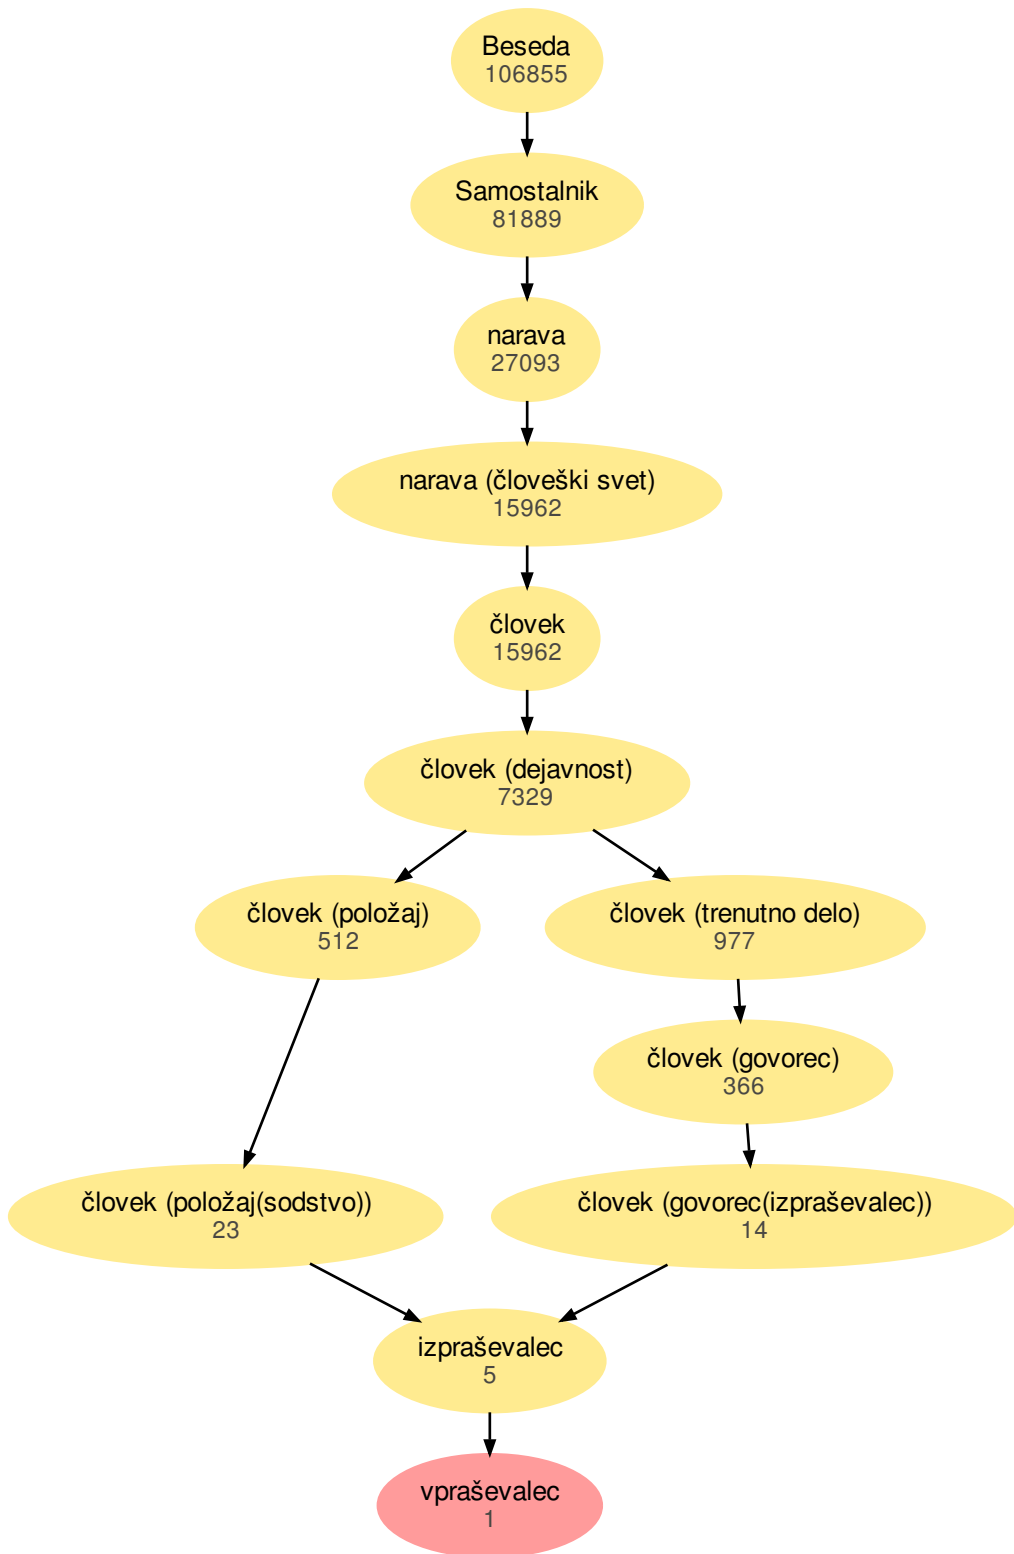 Beseda
106855
Samostalnik
81889
narava
27093
narava (človeški svet)
15962
človek
15962
človek (dejavnost)
7329
človek (položaj)
512
človek (trenutno delo)
977
človek (govorec)
366
človek (položaj(sodstvo))
23
človek (govorec(izpraševalec))
14
izpraševalec
5
vpraševalec
1